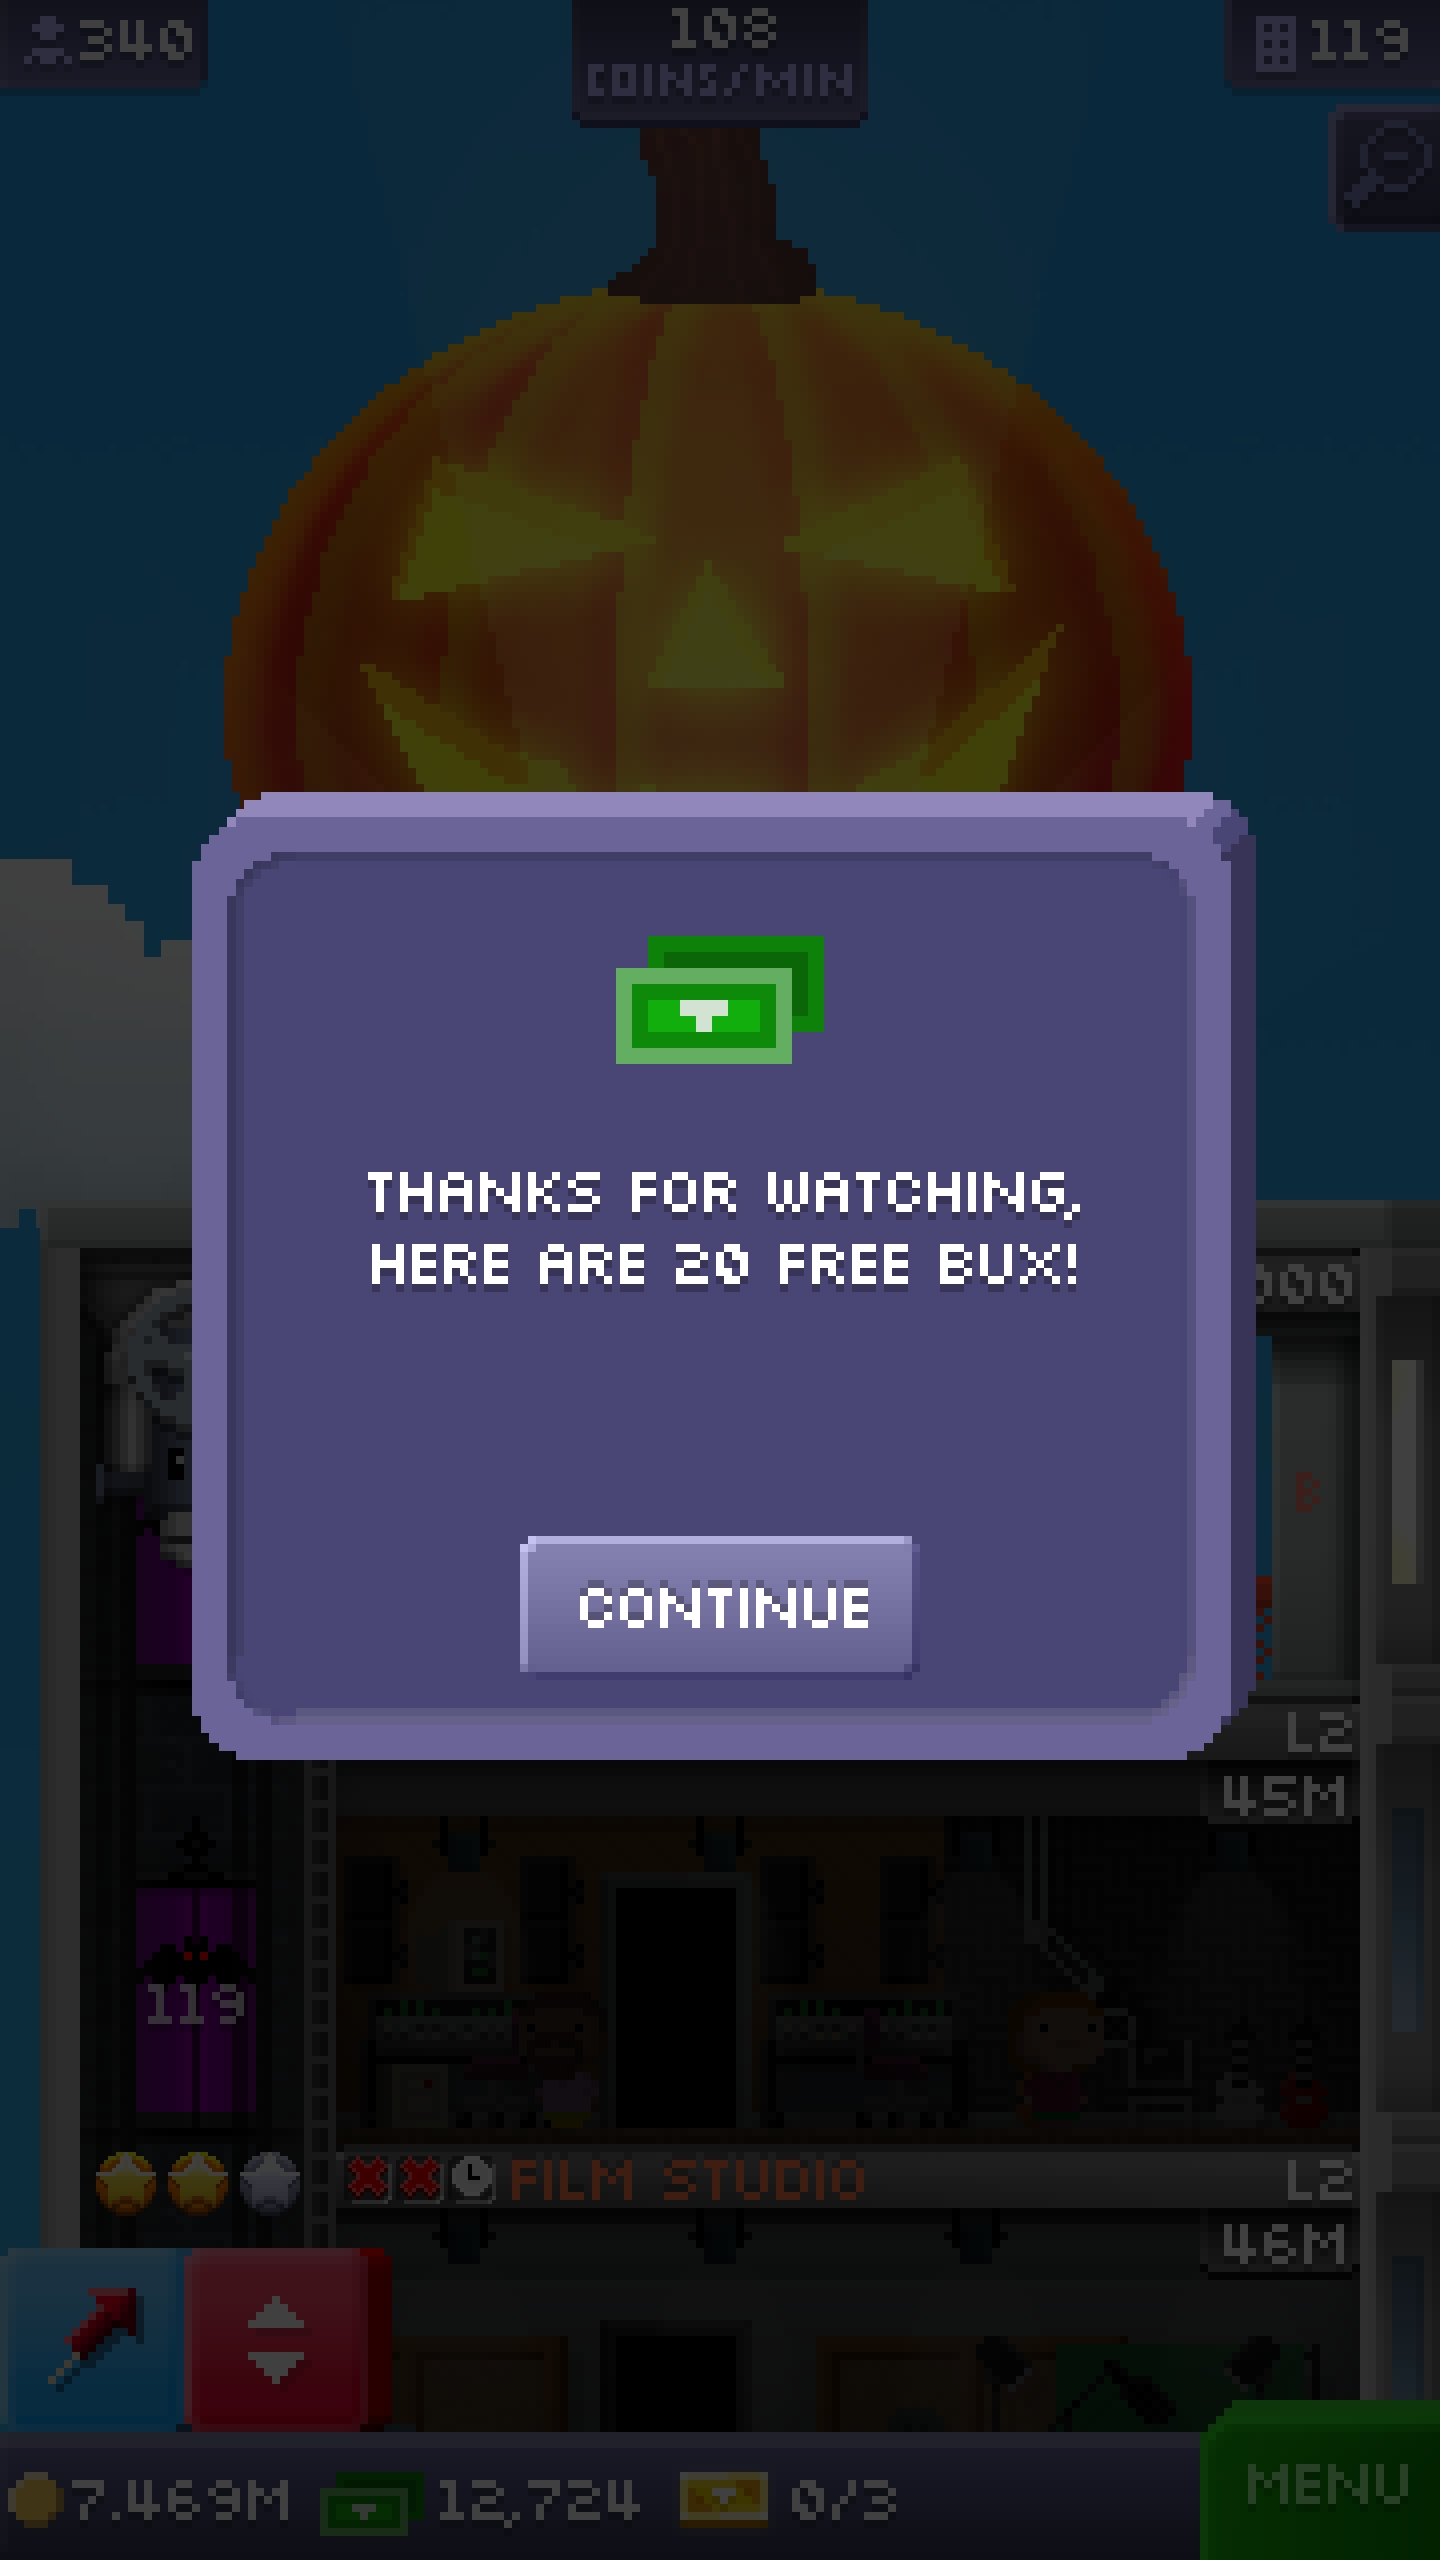 340
108
COINS/MIN
119
THANKS FOR WATCHING,
HERE ARE 20 FREE BUX!
CONTINUE
000
B
L2
45M
119
FILM STUDIO
L2
46M
7.469M
12,724
0/3
MENU